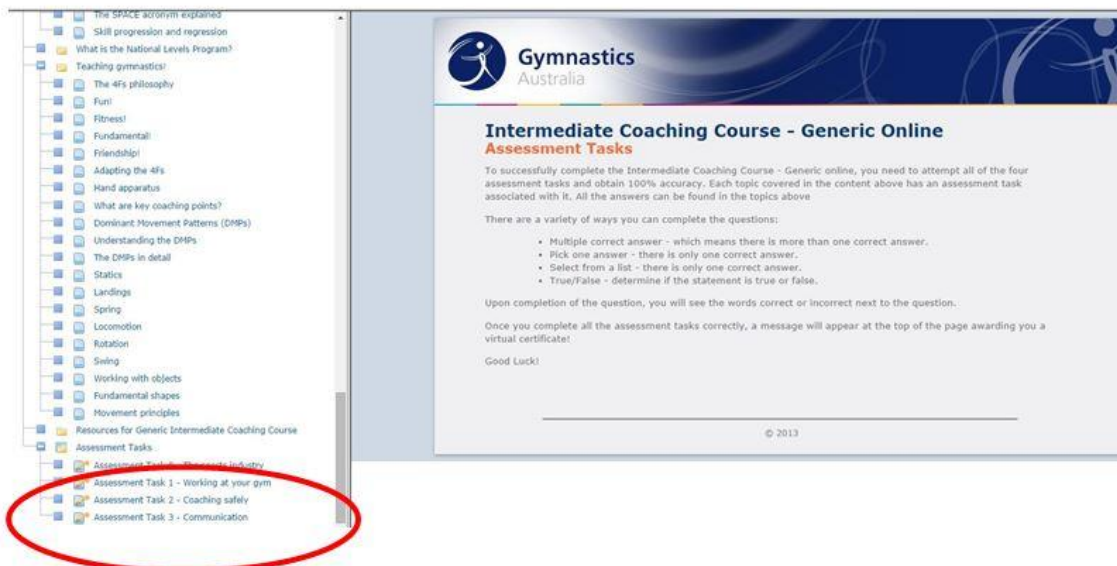 The SPACE acronym explained
Skill progression and regression
What is the National Levels Program?
Teaching gymnastics!
The 4Fs philosophy
Fun!
Fitness!
Fundamental!
Friendship!
Adapting the 4Fs
Hand apparatus
What are key coaching points?
Dominant Movement Patterns (DMPs)
Understanding the DMPs
The DMPs in detail
Statics
Landings
Spring
Locomotion
Rotation
Swing
Working with objects
Fundamental shapes
Movement principles
Resources for Generic Intermediate Coaching Course
Assessment Tasks
Assessment Task industry
Assessment Task 1 - Working at your gym
Assessment Task 2 - Coaching safely
Assessment Task 3 - Communication
Gymnastics
Australia
Intermediate Coaching Course - Generic Online
Assessment Tasks
To successfully complete the Intermediate Coaching Course - Generic online, you need to attempt all of the four
assessment tasks and obtain 100% accuracy. Each topic covered in the content above has an assessment task
associated with it. All the answers can be found in the topics above
There are a variety of ways you can complete the questions:
• Multiple correct answer - which means there is more than one correct answer.
• Pick one answer - there is only one correct answer.
• Select from a list - there is only one correct answer.
• True/False - determine if the statement is true or false.
Upon completion of the question, you will see the words correct or incorrect next to the question.
Once you complete all the assessment tasks correctly, a message will appear at the top of the page awarding you a
virtual certificate!
Good Luck!
© 2013